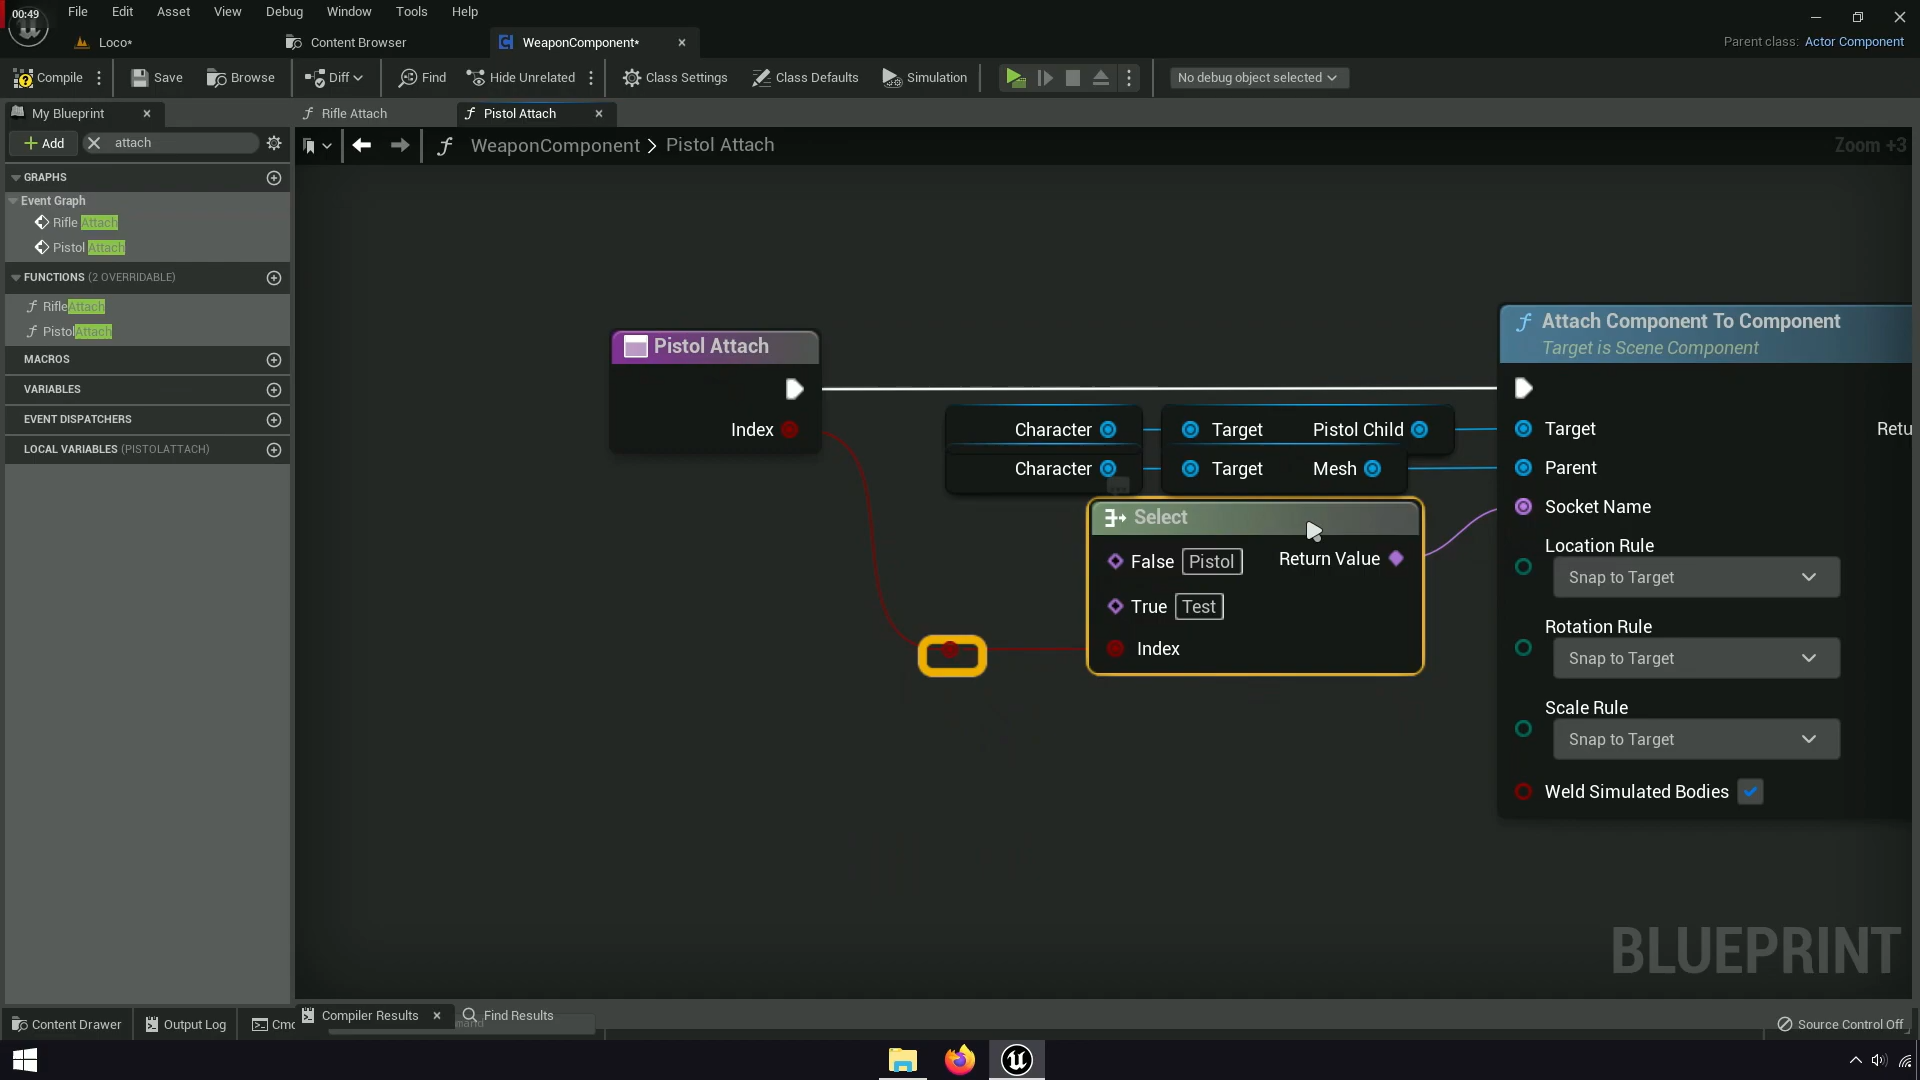 00:49
File Edit Asset View Debug Window Tools Help
Loco*
Content Browser
WeaponComponent*
Parent class: Actor Component
Compile
Save
Browse
Diff
Find
Hide Unrelated
Class Settings
Class Defaults
Simulation
No debug object selected
My Blueprint
Rifle Attach
Pistol Attach
Add
attach
WeaponComponent > Pistol Attach
Zoom +3
GRAPHS
Event Graph
Rifle Attach
Pistol Attach
FUNCTIONS (2 OVERRIDABLE)
RifleAttach
PistolAttach
MACROS
VARIABLES
EVENT DISPATCHERS
LOCAL VARIABLES (PISTOLATTACH)
Pistol Attach
Index
Character
Target Pistol Child
Character
Target Mesh
Select
False Pistol Return Value
True Test
Index
Attach Component To Component
Target is Scene Component
Target
Retu
Parent
Socket Name
Location Rule
Snap to Target
Rotation Rule
Snap to Target
Scale Rule
Snap to Target
Weld Simulated Bodies
BLUEPRINT
Compiler Results
Find Results
Content Drawer
Output Log
Cmd
Source Control Off